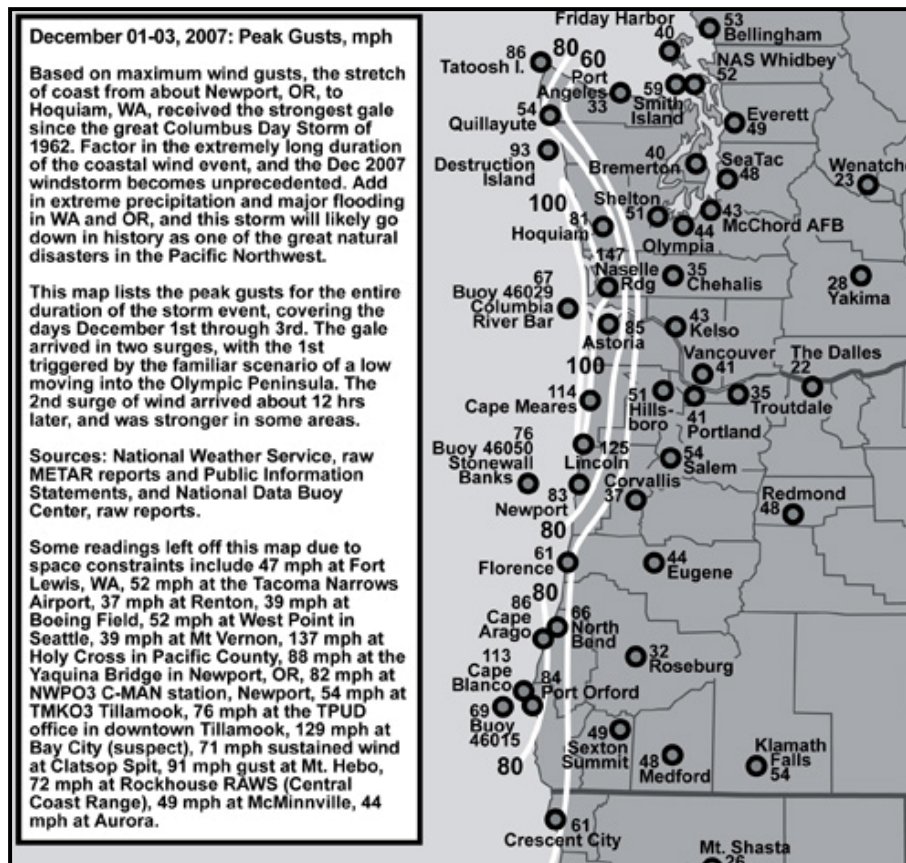 December 01-03, 2007: Peak Gusts, mph
Based on maximum wind gusts, the stretch
of coast from about Newport, OR, to
Hoquiam, WA, received the strongest gale
since the great Columbus Day Storm of
1962. Factor in the extremely long duration
of the coastal wind event, and the Dec 2007
windstorm becomes unprecedented. Add
in extreme precipitation and major flooding
in WA and OR, and this storm will likely go
down in history as one of the great natural
disasters in the Pacific Northwest.
This map lists the peak gusts for the entire
duration of the storm event, covering the
days December 1st through 3rd. The gale
arrived in two surges, with the 1st
triggered by the familiar scenario of a low
moving into the Olympic Peninsula. The
2nd surge of wind arrived about 12 hrs
later, and was stronger in some areas.
Sources: National Weather Service, raw
METAR reports and Public Information
Statements, and National Data Buoy
Center, raw reports.
Some readings left off this map due to
space constraints include 47 mph at Fort
Lewis, WA, 52 mph at the Tacoma Narrows
Airport, 37 mph at Renton, 39 mph at
Boeing Field, 52 mph at West Point in
Seattle, 39 mph at Mt Vernon, 137 mph at
Holy Cross in Pacific County, 88 mph at the
Yaquina Bridge in Newport, OR, 82 mph at
NWPO3 C-MAN station, Newport, 54 mph at
TMKO3 Tillamook, 76 mph at the TPUD
office in downtown Tillamook, 129 mph at
Bay City (suspect), 71 mph sustained wind
at Clatsop Spit, 91 mph gust at Mt. Hebo,
72 mph at Rockhouse RAWS (Central
Coast Range), 49 mph at McMinnville, 44
mph at Aurora.
Friday Harbor
40
53
Bellingham
86
Tatoosh I.
80
60
Port
Angeles
33
NAS Whidbey
52
59
Smith
Island
54
Quillayute
Everett
49
93
Destruction
Island
40
Bremerton
SeaTac
48
Wenatche
23
100
Shelton
51
81
Hoquiam
44
Olympia
43
McChord AFB
147
Naselle
Rdg
35
Chehalis
28
Yakima
67
Buoy 46029
Columbia
River Bar
85
Astoria
43
Kelso
100
Vancouver
41
The Dalles
22
114
Cape Meares
51
Hills-
boro
41
Portland
35
Troutdale
76
Buoy 46050
Stonewall
Banks
125
Lincoln
54
Salem
83
Newport
Corvallis
37
Redmond
48
80
61
Florence
44
Eugene
80
86
Cape
Arago
66
North
Bend
32
Roseburg
113
Cape
Blanco
84
Port Orford
69
Buoy
46015
80
49
Sexton
Summit
48
Medford
Klamath
Falls
54
61
Crescent City
Mt. Shasta
26